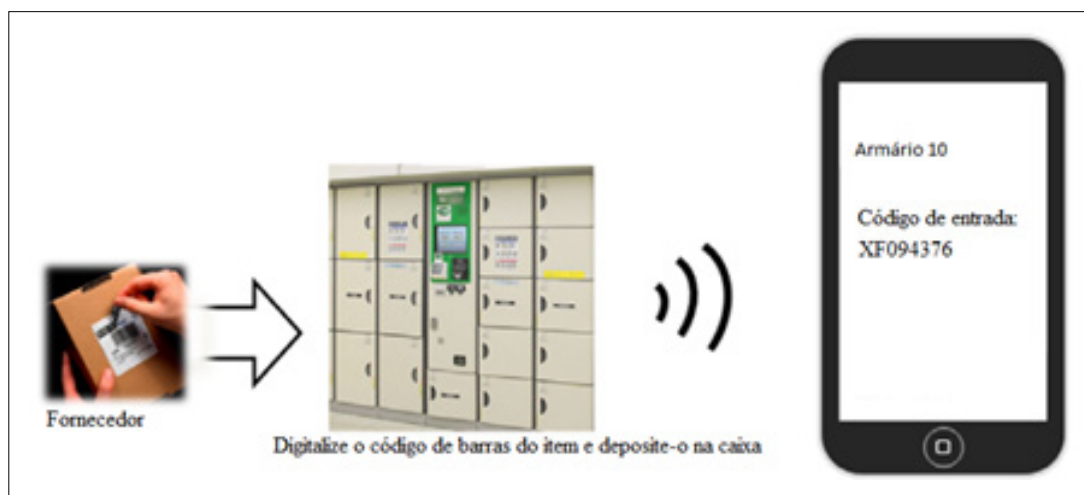 Armário 10
Código de entrada:
XF094376
Fornecedor
Digitalize o código de barras do item e deposite-o na caixa